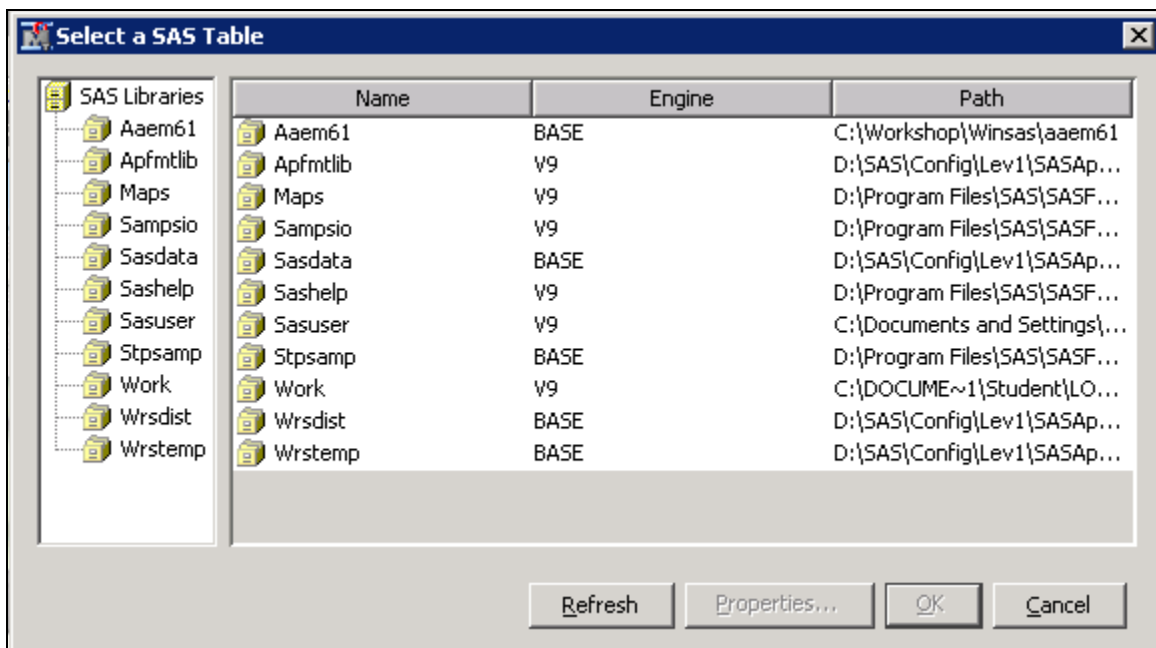 Select a SAS Table
SAS Libraries
Aaem61
Apfmtlib
Maps
Sampsio
Sasdata
Sashelp
Sasuser
Stpsamp
Work
Wrsdist
Wrstemp
Name Engine Path
Aaem61 BASE C:\Workshop\Winsas\aaem61
Apfmtlib V9 D:\SAS\Config\Lev1\SASAp...
Maps V9 D:\Program Files\SAS\SASF...
Sampsio V9 D:\Program Files\SAS\SASF...
Sasdata BASE D:\SAS\Config\Lev1\SASAp...
Sashelp V9 D:\Program Files\SAS\SASF...
Sasuser V9 C:\Documents and Settings\...
Stpsamp BASE D:\Program Files\SAS\SASF...
Work V9 C:\DOCUME~1\Student\LO...
Wrsdist BASE D:\SAS\Config\Lev1\SASAp...
Wrstemp BASE D:\SAS\Config\Lev1\SASAp...
Refresh Properties... OK Cancel